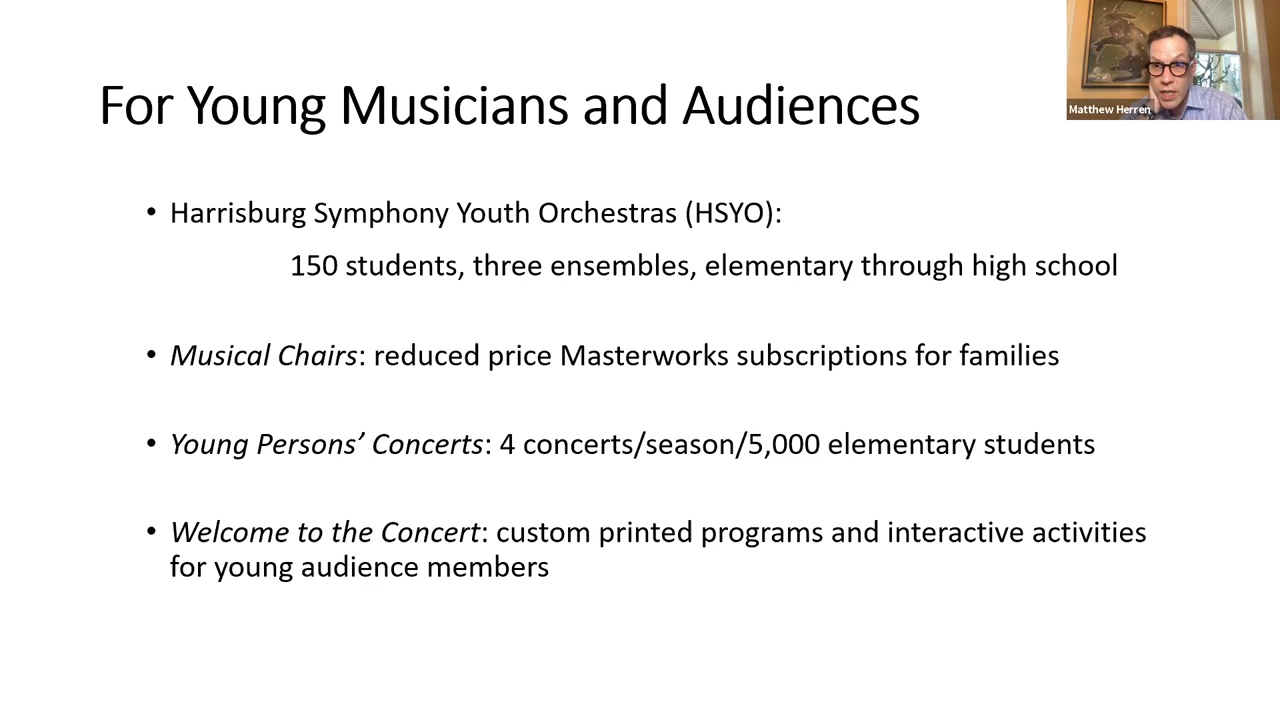 For Young Musicians and Audiences
Matthew Herren
• Harrisburg Symphony Youth Orchestras (HSYO):
150 students, three ensembles, elementary through high school
• Musical Chairs: reduced price Masterworks subscriptions for families
• Young Persons’ Concerts: 4 concerts/season/5,000 elementary students
• Welcome to the Concert: custom printed programs and interactive activities
for young audience members